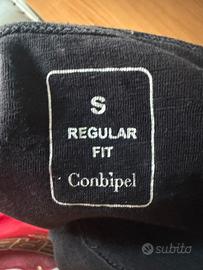 S
REGULAR
FIT
Conbipel
subito